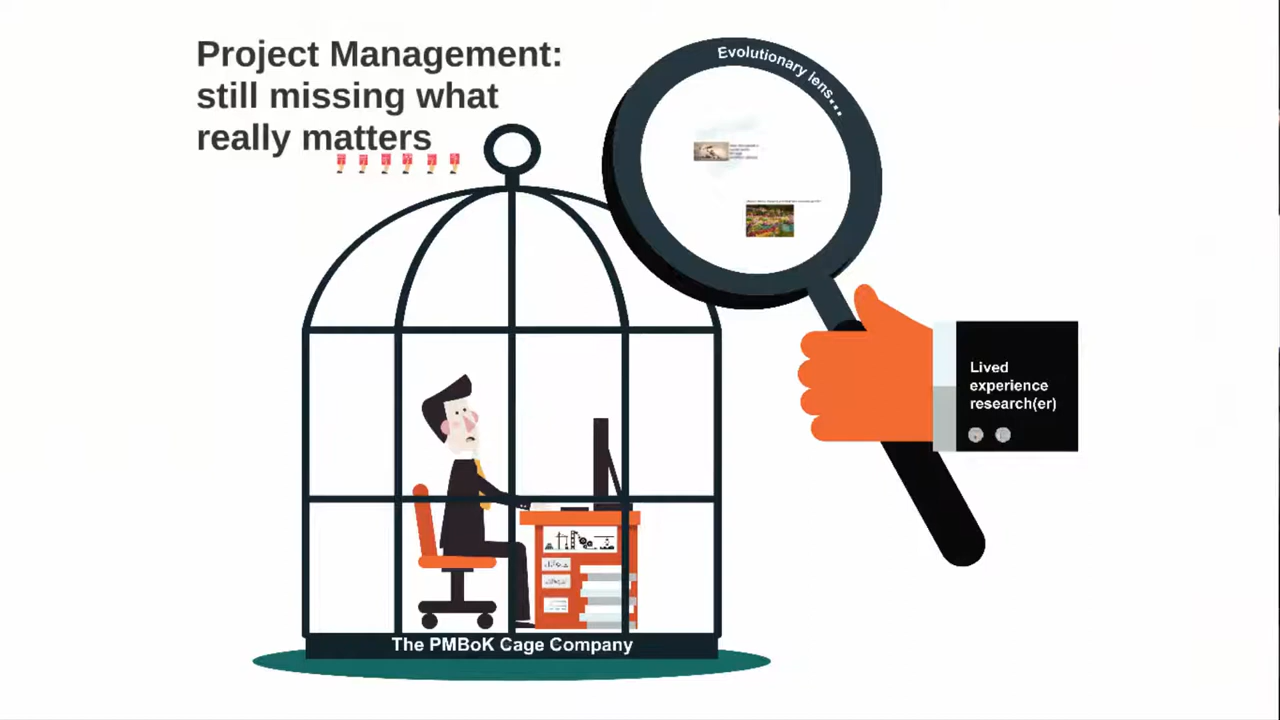 Project Management:
still missing what
really matters
Evolutionary lens...
Lived
experience
research(er)
The PMBoK Cage Company